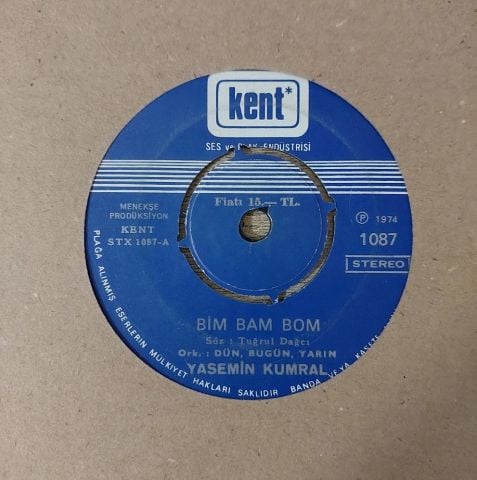 kent*
SES ve PLAK ENDÜSTRİSİ
Fiatı 15.— TL.
MENEKŞE
PRODÜKSİYON
KENT
STX 1087-A
Ⓟ 1974
1087
STEREO
BİM BAM BOM
Söz : Tuğrul Dağcı
Ork. : DÜN, BUGÜN, YARIN
YASEMİN KUMRAL
PLAĞA ALINMIŞ ESERLERİN MÜLKİYET HAKLARI SAKLIDIR BANDA VEYA KASETE